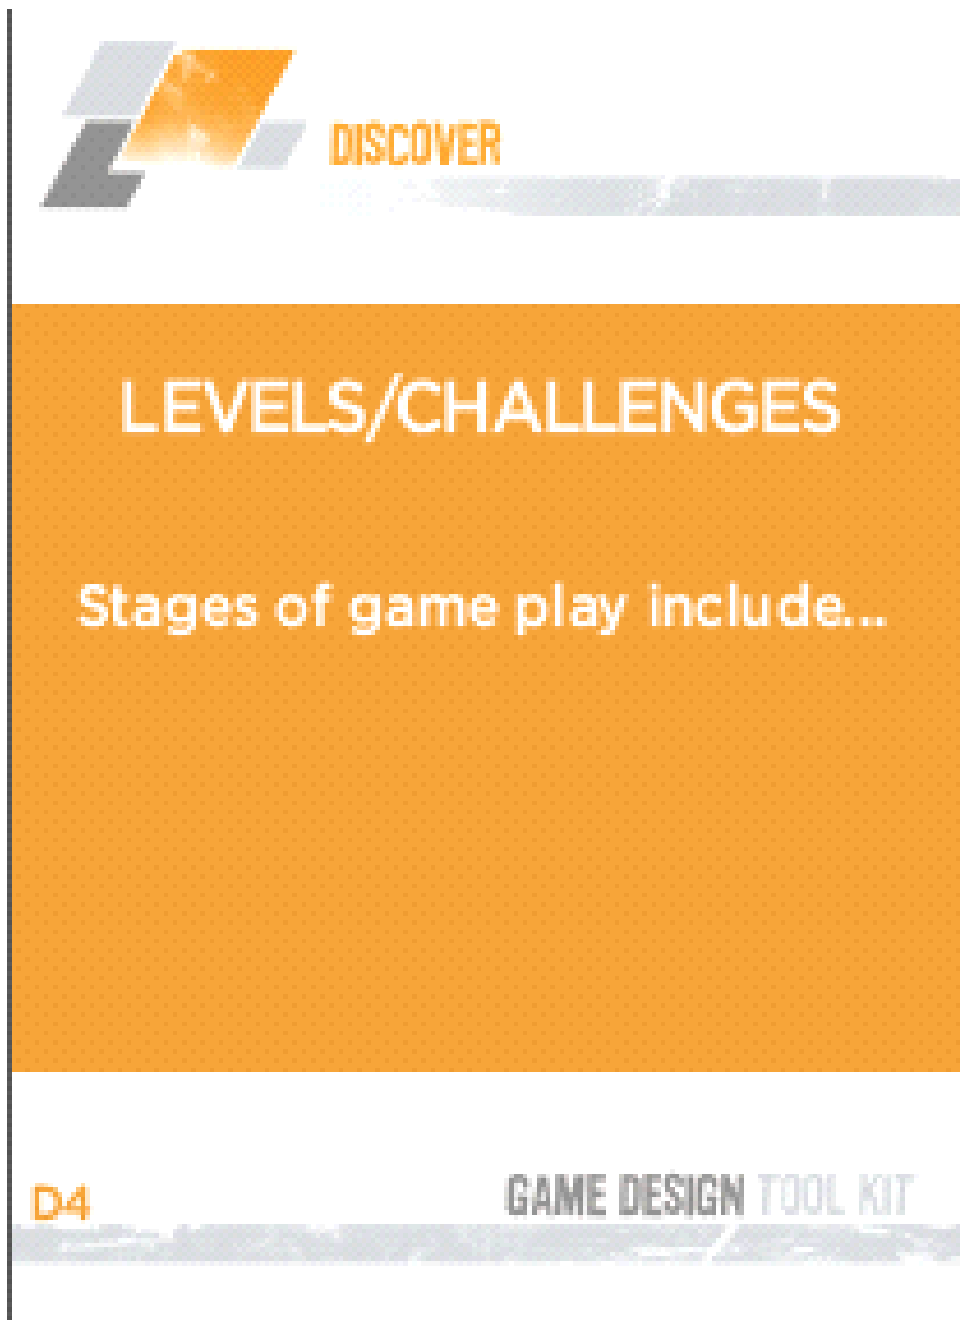 DISCOVER
LEVELS/CHALLENGES
Stages of game play include...
D4
GAME DESIGN TOOL KIT